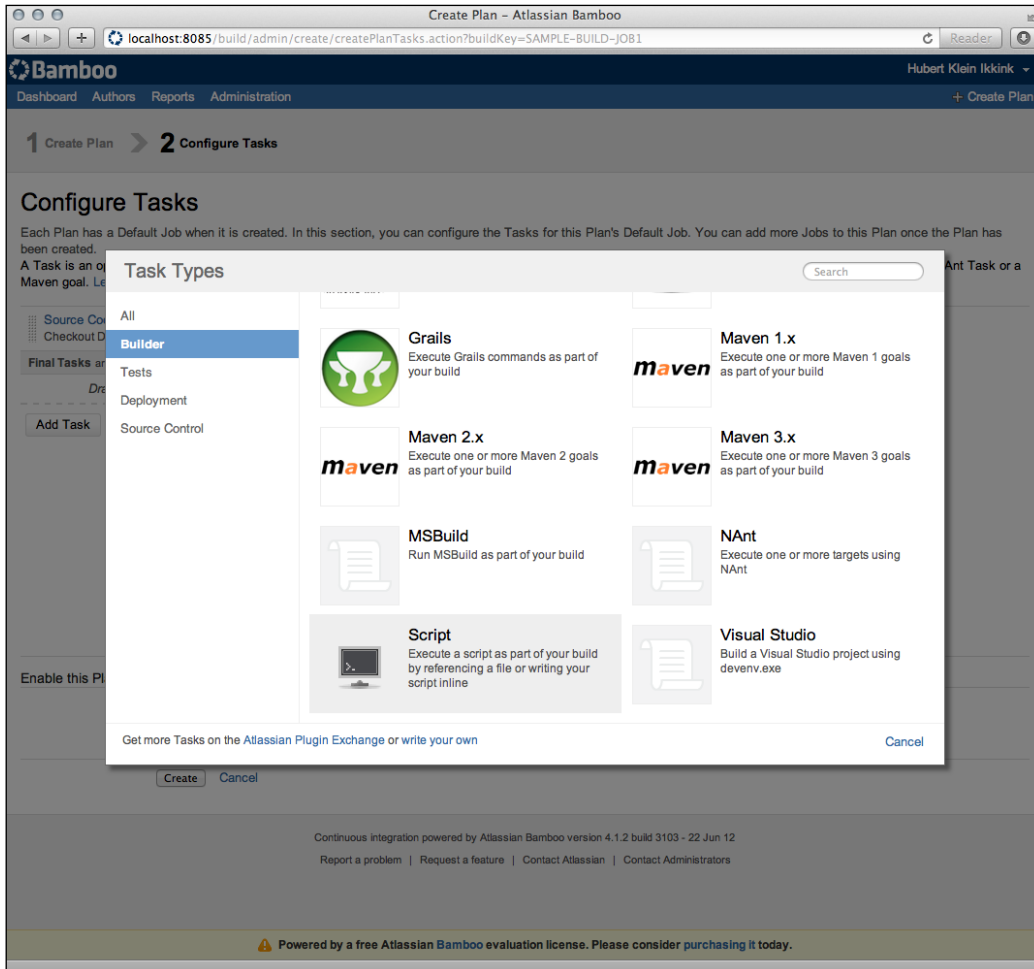 Create Plan – Atlassian Bamboo
localhost:8085/build/admin/create/createPlanTasks.action?buildKey=SAMPLE-BUILD-JOB1
Reader
Bamboo
Hubert Klein Ikkink
Dashboard Authors Reports Administration
+ Create Plan
1 Create Plan 2 Configure Tasks
Configure Tasks
Each Plan has a Default Job when it is created. In this section, you can configure the Tasks for this Plan's Default Job. You can add more Jobs to this Plan once the Plan has
been created.
A Task is an
Ant Task or a
Maven goal.
Task Types
Search
Source
Checkout
Final Tasks
Add Task
Enable this
All
Builder
Tests
Deployment
Source Control
Grails
Execute Grails commands as part of
your build
Maven 1.x
Execute one or more Maven 1 goals
as part of your build
maven
Maven 2.x
Execute one or more Maven 2 goals
as part of your build
maven
Maven 3.x
Execute one or more Maven 3 goals
as part of your build
maven
MSBuild
Run MSBuild as part of your build
NAnt
Execute one or more targets using
NAnt
Script
Execute a script as part of your build
by referencing a file or writing your
script inline
Visual Studio
Build a Visual Studio project using
devenv.exe
Get more Tasks on the Atlassian Plugin Exchange or write your own
Cancel
Create Cancel
Continuous integration powered by Atlassian Bamboo version 4.1.2 build 3103 - 22 Jun 12
Report a problem | Request a feature | Contact Atlassian | Contact Administrators
Powered by a free Atlassian Bamboo evaluation license. Please consider purchasing it today.